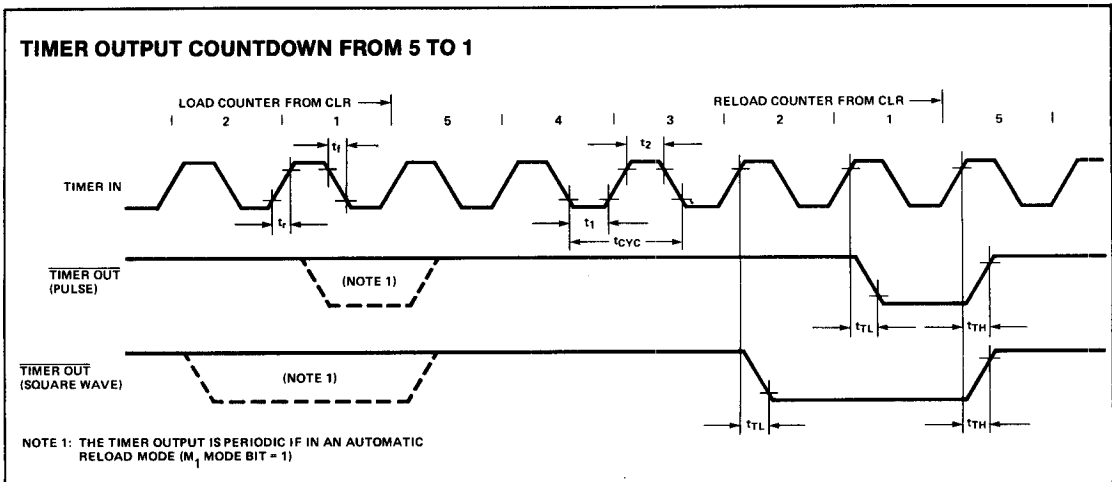 TIMER OUTPUT COUNTDOWN FROM 5 TO 1
LOAD COUNTER FROM CLR
RELOAD COUNTER FROM CLR
2 1 5 4 3 2 1 5
TIMER IN
tf
t2
tr
t1
tCYC
TIMER OUT
(PULSE)
(NOTE 1)
tTL
tTH
TIMER OUT
(SQUARE WAVE)
(NOTE 1)
tTL
tTH
NOTE 1: THE TIMER OUTPUT IS PERIODIC IF IN AN AUTOMATIC
RELOAD MODE (M1 MODE BIT = 1)